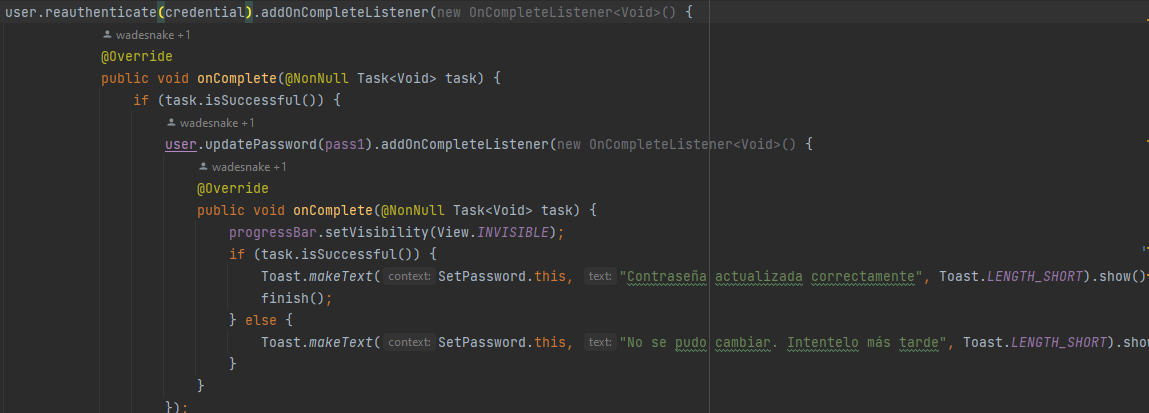 user.reauthenticate(credential).addOnCompleteListener(new OnCompleteListener<Void>() {
wadesnake +1
@Override
public void onComplete(@NonNull Task<Void> task) {
if (task.isSuccessful()) {
wadesnake +1
user.updatePassword(pass1).addOnCompleteListener(new OnCompleteListener<Void>() {
wadesnake +1
@Override
public void onComplete(@NonNull Task<Void> task) {
progressBar.setVisibility(View.INVISIBLE);
if (task.isSuccessful()) {
Toast.makeText( context: SetPassword.this, text: "Contraseña actualizada correctamente", Toast.LENGTH_SHORT).show()
finish();
} else {
Toast.makeText( context: SetPassword.this, text: "No se pudo cambiar. Intentelo más tarde", Toast.LENGTH_SHORT).show
}
}
});